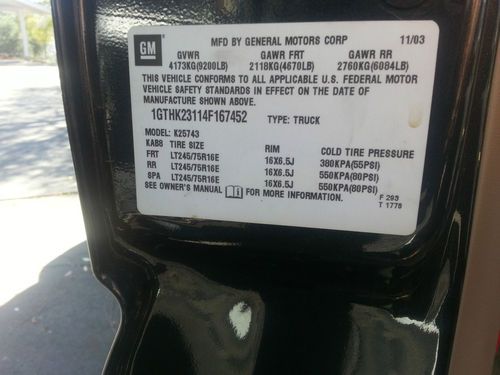 GM MFD BY GENERAL MOTORS CORP 11/03
GVWR GAWR FRT GAWR RR
4173KG(9200LB) 2118KG(4670LB) 2760KG(6084LB)
THIS VEHICLE CONFORMS TO ALL APPLICABLE U.S. FEDERAL MOTOR
VEHICLE SAFETY STANDARDS IN EFFECT ON THE DATE OF
MANUFACTURE SHOWN ABOVE.
1GTHK23114F167452 TYPE: TRUCK
MODEL: K25743
KAB8 TIRE SIZE RIM COLD TIRE PRESSURE
FRT LT245/75R16E 16X6.5J 380KPA(55PSI)
RR LT245/75R16E 16X6.5J 550KPA(80PSI)
SPA LT245/75R16E 16X6.5J 550KPA(80PSI)
SEE OWNER'S MANUAL FOR MORE INFORMATION.
F 293
T 1778